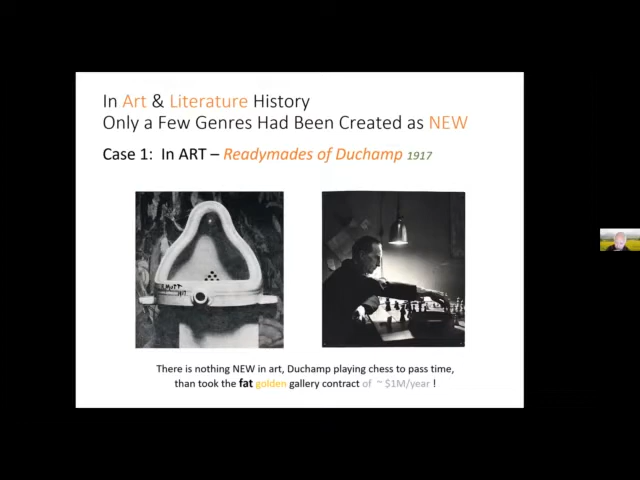 In Art & Literature History
Only a Few Genres Had Been Created as NEW
Case 1: In ART – Readymades of Duchamp 1917
R.MUTT
There is nothing NEW in art, Duchamp playing chess to pass time,
than took the fat golden gallery contract of ~ $1M/year !